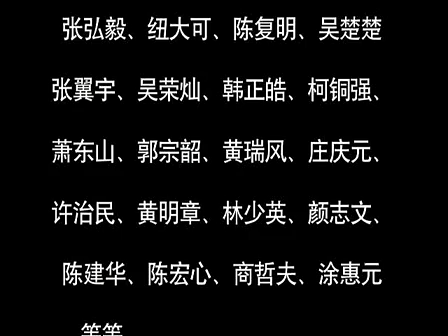 张弘毅、纽大可、陈复明、吴楚楚
张翼宇、吴荣灿、韩正皓、柯铜强、
萧东山、郭宗韶、黄瑞风、庄庆元、
许治民、黄明章、林少英、颜志文、
陈建华、陈宏心、商哲夫、涂惠元
等等